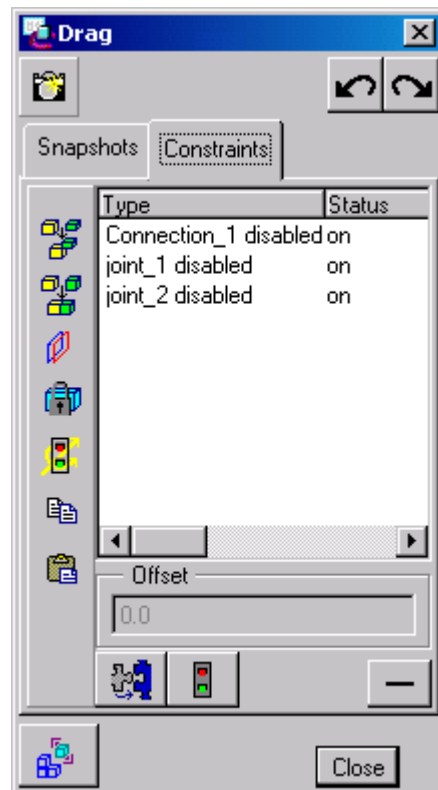 Drag
Snapshots Constraints
Type Status
Connection_1 disabled on
joint_1 disabled on
joint_2 disabled on
Offset
0.0
Close